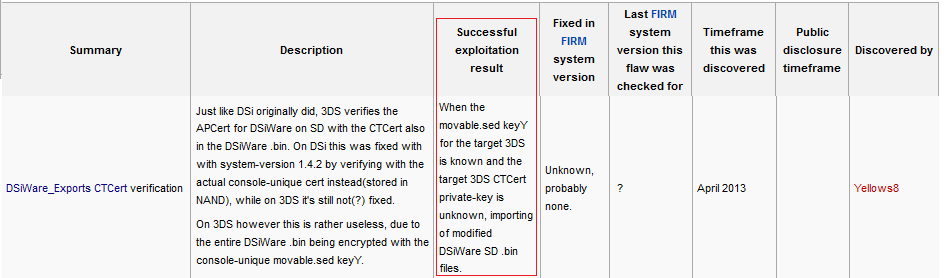 Summary
Description
Successful
exploitation
result
Fixed in
FIRM
system
version
Last FIRM
system
version this
flaw was
checked for
Timeframe
this was
discovered
Public
disclosure
timeframe
Discovered by
DSiWare_Exports CTCert verification
Just like DSi originally did, 3DS verifies the
APCert for DSiWare on SD with the CTCert also
in the DSiWare .bin. On DSi this was fixed with
with system-version 1.4.2 by verifying with the
actual console-unique cert instead(stored in
NAND), while on 3DS it's still not(?) fixed.
On 3DS however this is rather useless, due to
the entire DSiWare .bin being encrypted with the
console-unique movable.sed keyY.
When the
movable.sed keyY
for the target 3DS
is known and the
target 3DS CTCert
private-key is
unknown, importing
of modified
DSiWare SD .bin
files.
Unknown,
probably
none.
?
April 2013
Yellows8